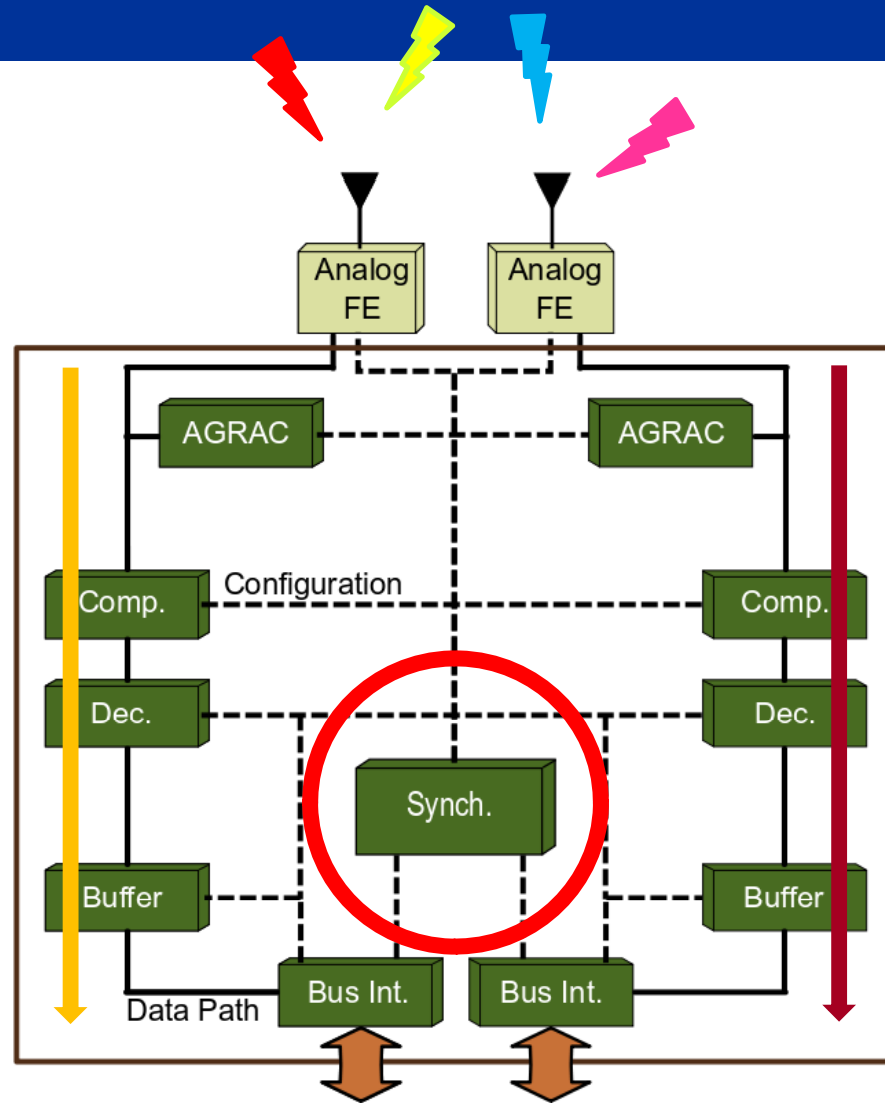 Analog
FE
Analog
FE
AGRAC
AGRAC
Configuration
Comp.
Comp.
Dec.
Dec.
Synch.
Buffer
Buffer
Bus Int.
Bus Int.
Data Path